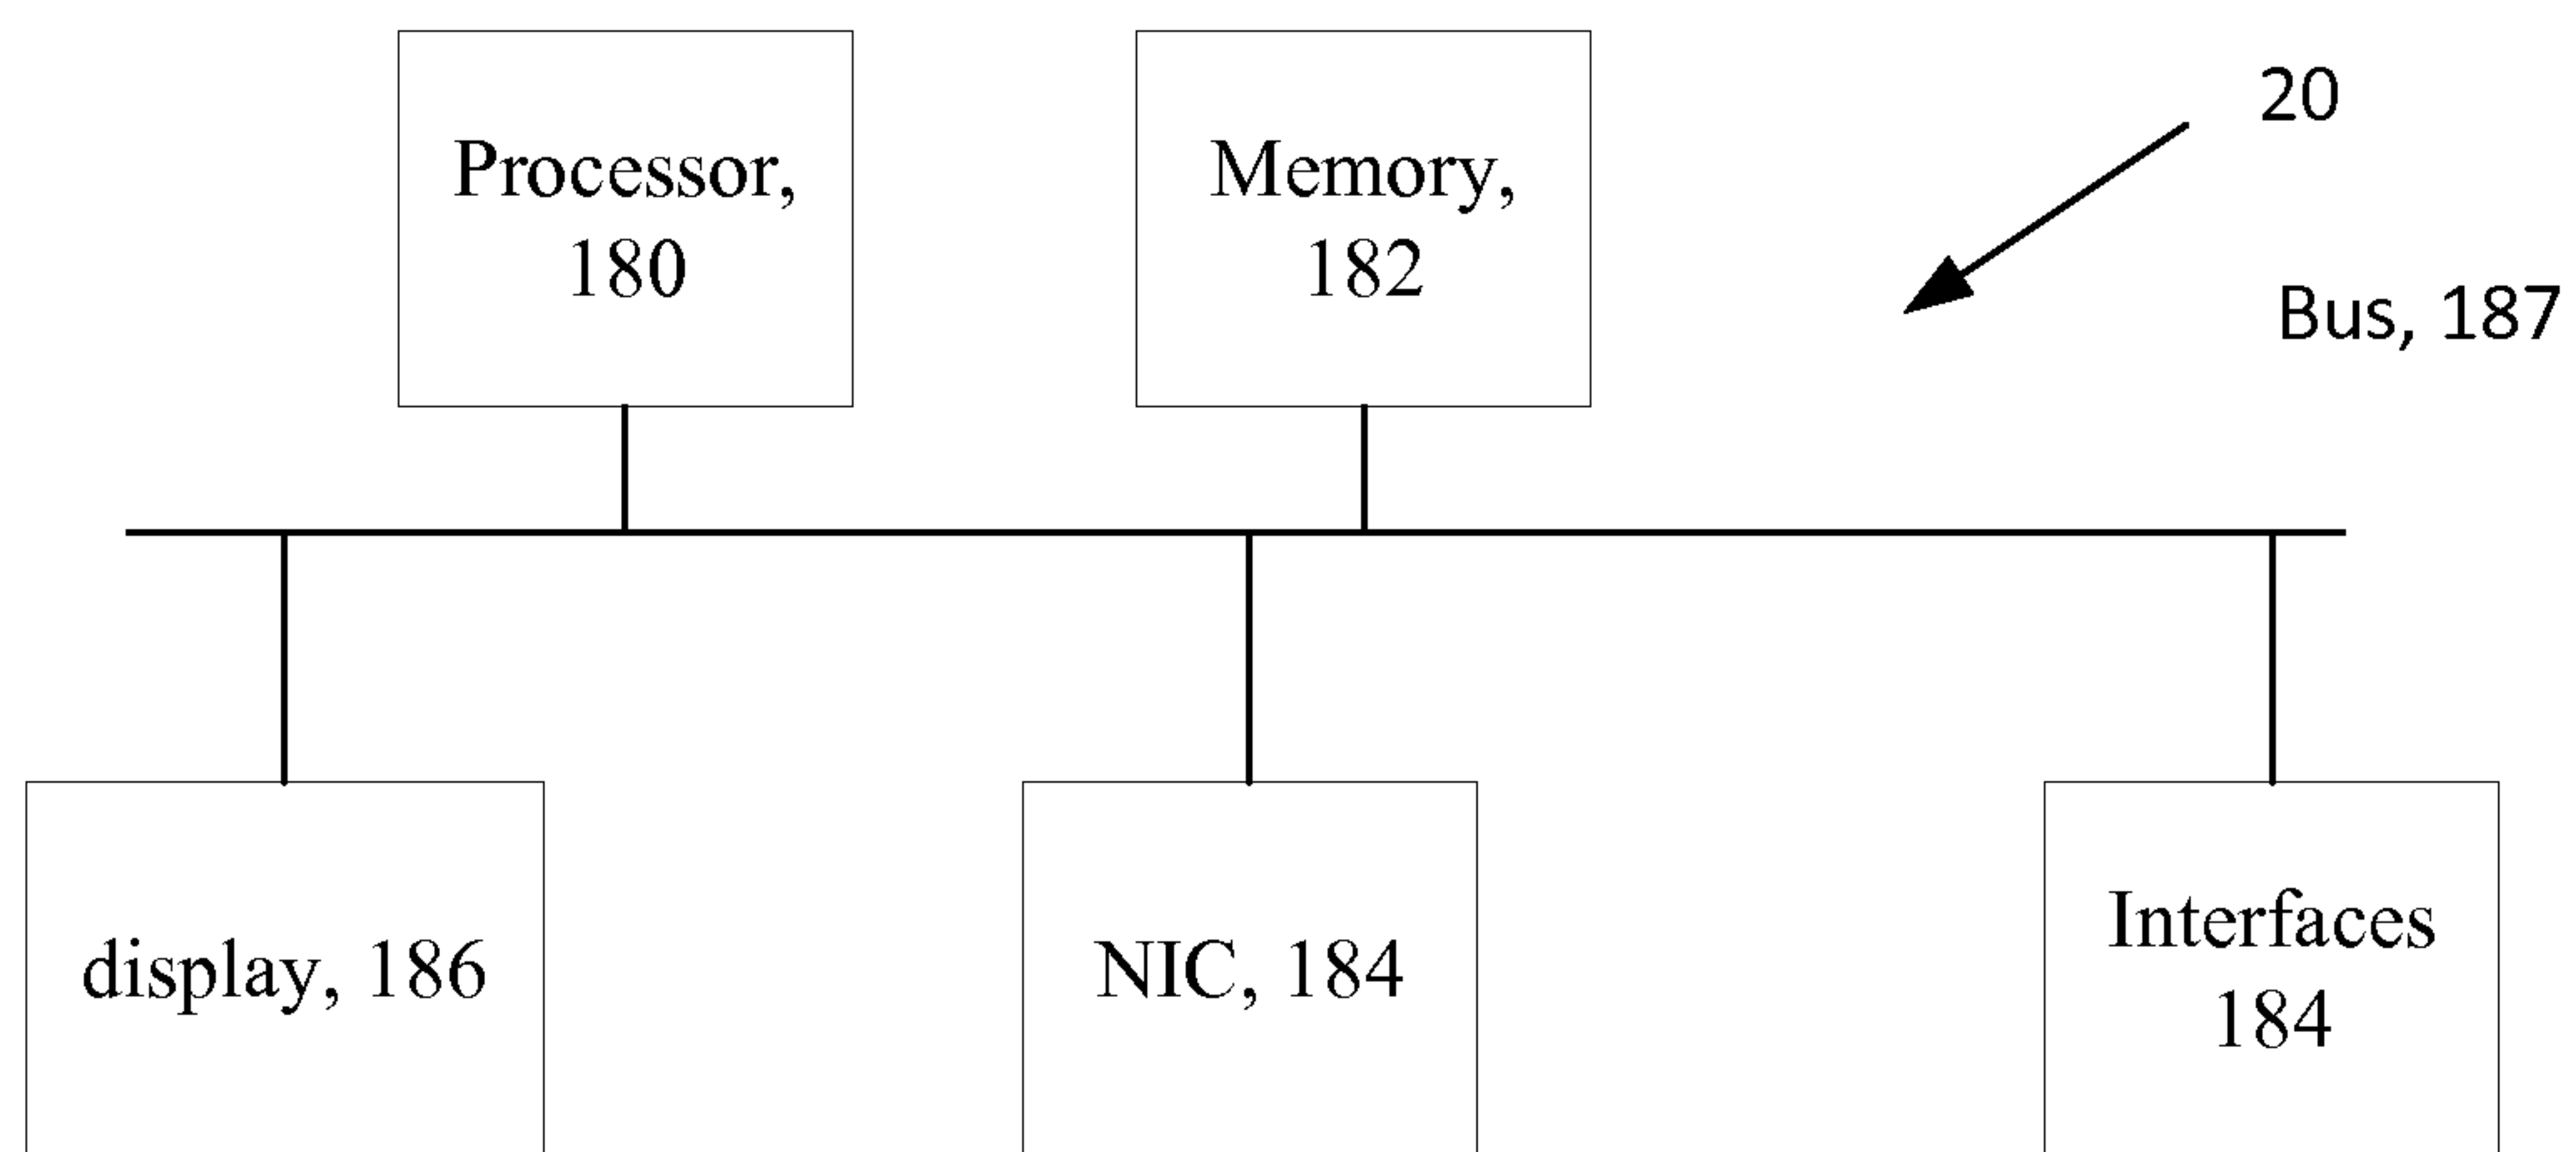 Processor,
180
Memory,
182
20
Bus, 187
display, 186
NIC, 184
Interfaces
184